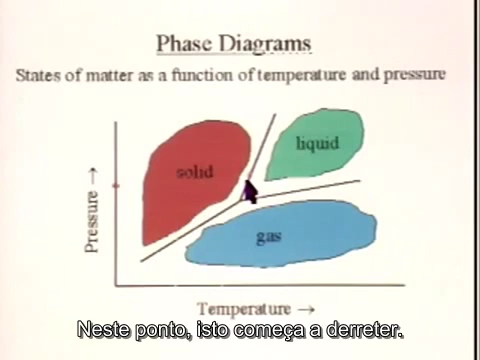 Phase Diagrams
States of matter as a function of temperature and pressure
solid
liquid
gas
Pressure →
Temperature →
Neste ponto, isto começa a derreter.